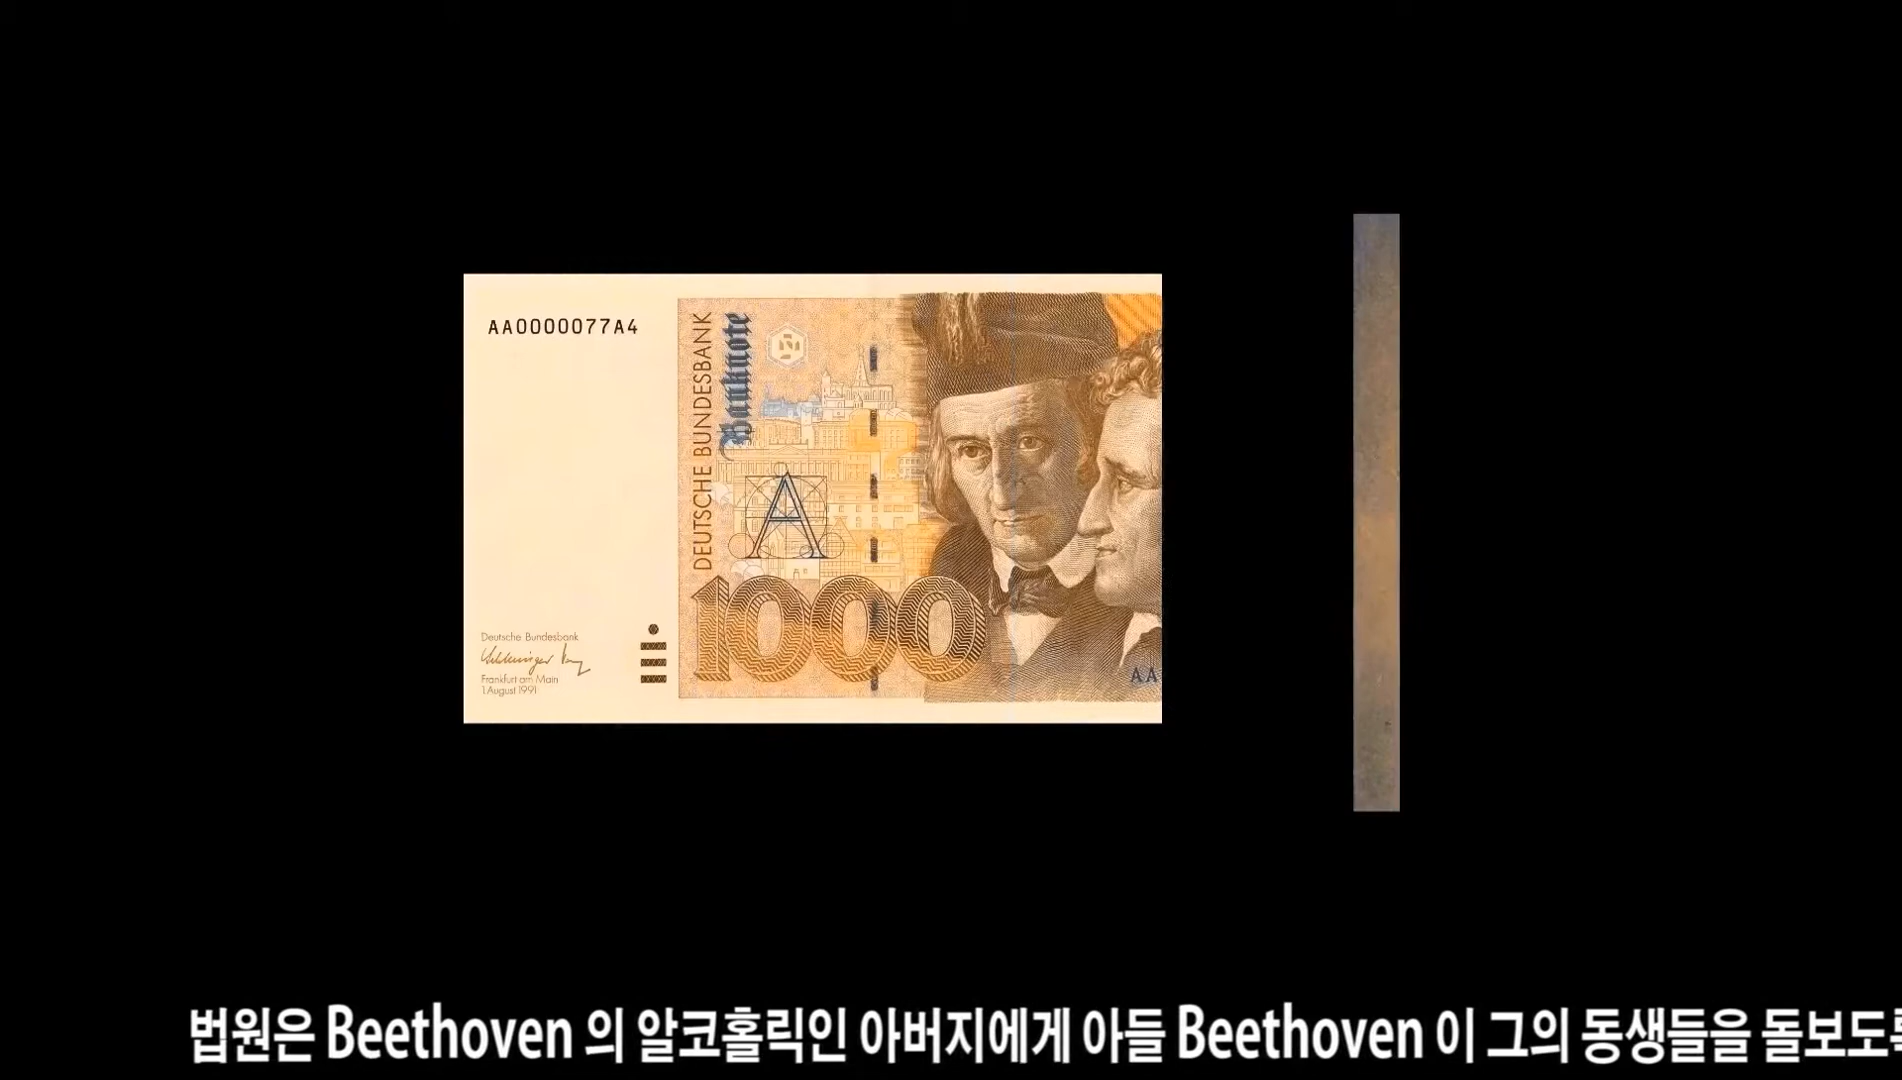 AA0000077A4
DEUTSCHE BUNDESBANK
Banknote
A
1000
Deutsche Bundesbank
Frankfurt am Main
1.August 1991
AA
법원은 Beethoven 의 알코홀릭인 아버지에게 아들 Beethoven 이 그의 동생들을 돌보도록